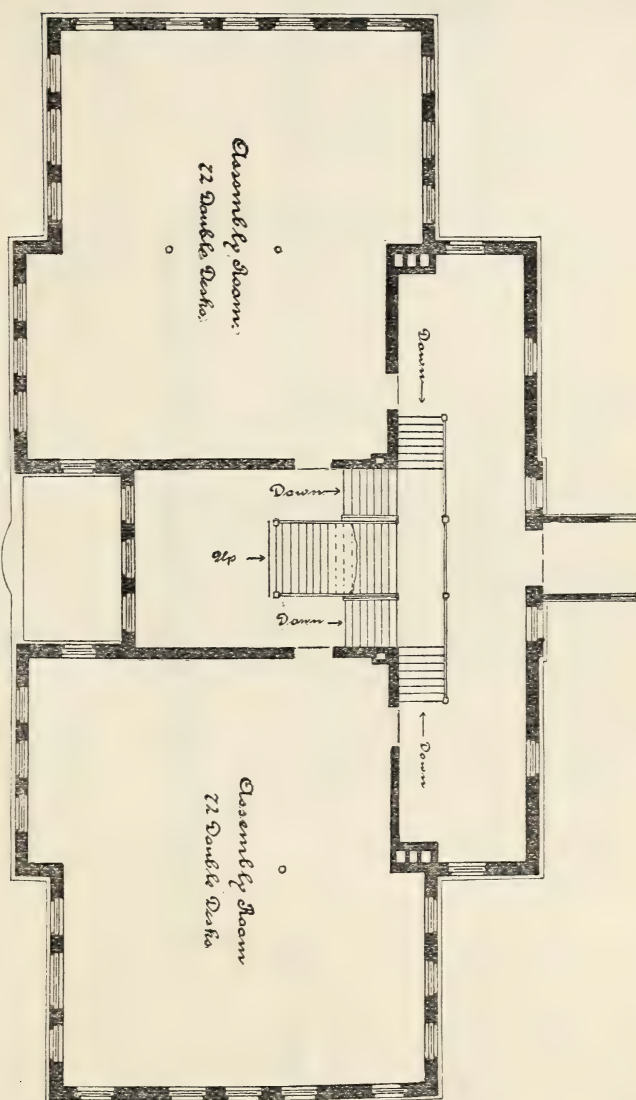 Assembly Room.
72 Double Desks.
Down
Down
Up
Down
Down
Assembly Room
72 Double Desks.